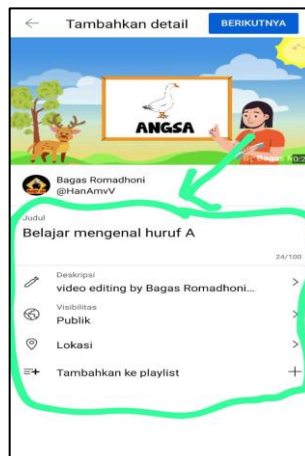 Tambahkan detail
BERIKUTNYA
ANGSA
Bagas Romadhoni
@HanAmvV
Judul
Belajar mengenal huruf A
24/100
Deskripsi
video editing by Bagas Romadhoni...
Visibilitas
Publik
Lokasi
Tambahkan ke playlist